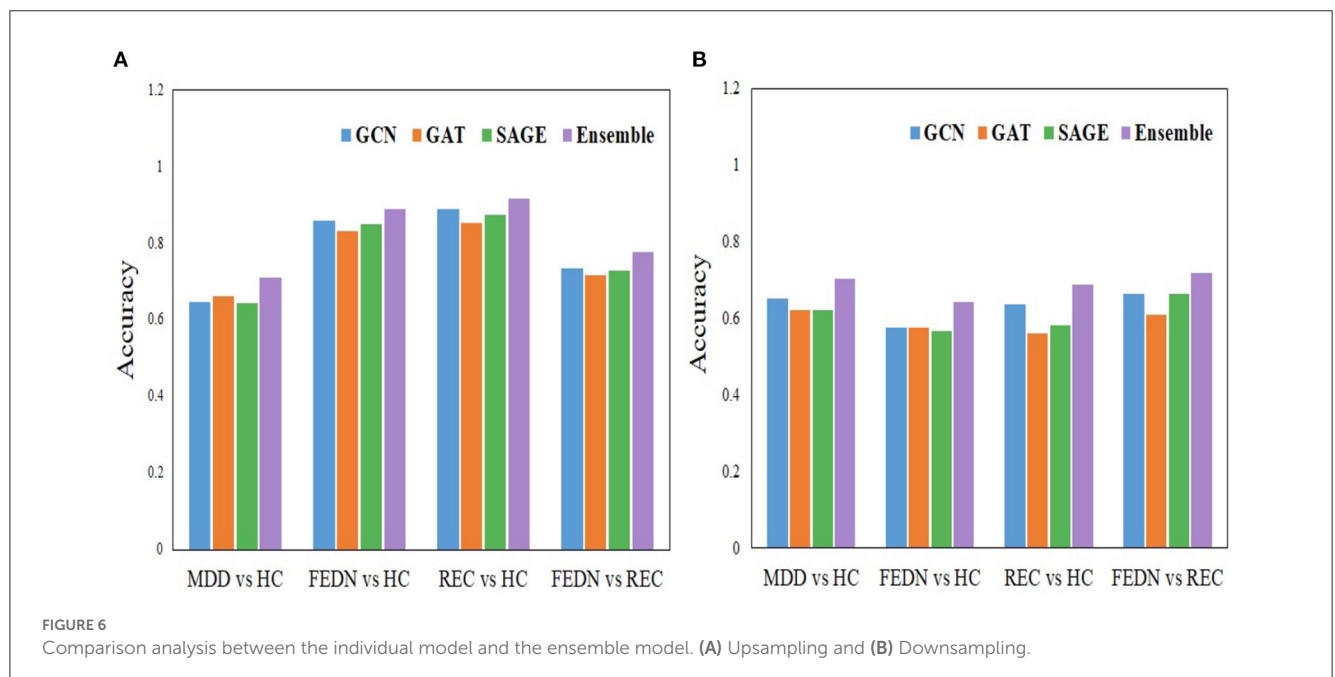 A
1.2
1
0.8
0.6
0.4
0.2
0
Accuracy
GCN GAT SAGE Ensemble
MDD vs HC FEDN vs HC REC vs HC FEDN vs REC
B
1.2
1
0.8
0.6
0.4
0.2
0
Accuracy
GCN GAT SAGE Ensemble
MDD vs HC FEDN vs HC REC vs HC FEDN vs REC
FIGURE 6
Comparison analysis between the individual model and the ensemble model. (A) Upsampling and (B) Downsampling.